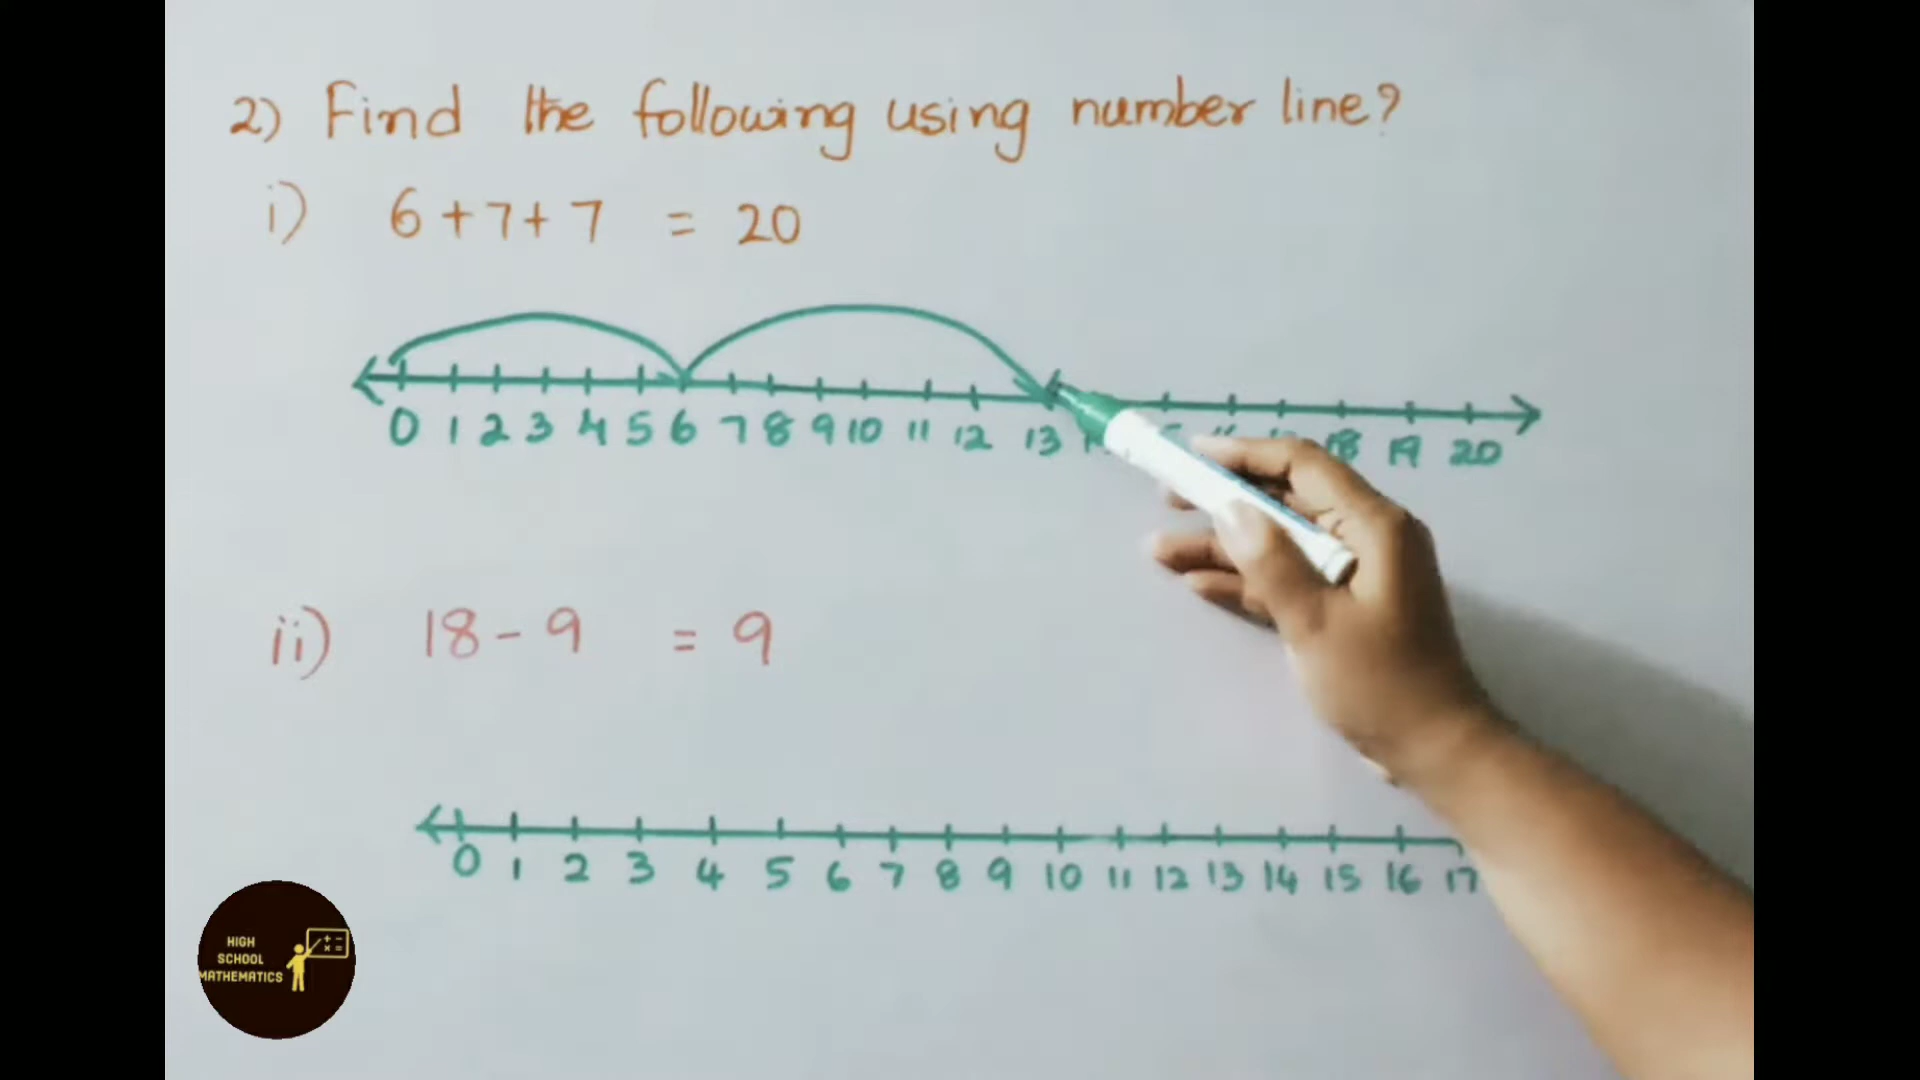 2) Find the following using number line?
i) 6 + 7 + 7 = 20
0 1 2 3 4 5 6 7 8 9 10 11 12 13 18 19 20
ii) 18 - 9 = 9
0 1 2 3 4 5 6 7 8 9 10 11 12 13 14 15 16 17
HIGH
SCHOOL
MATHEMATICS
+ -
× =